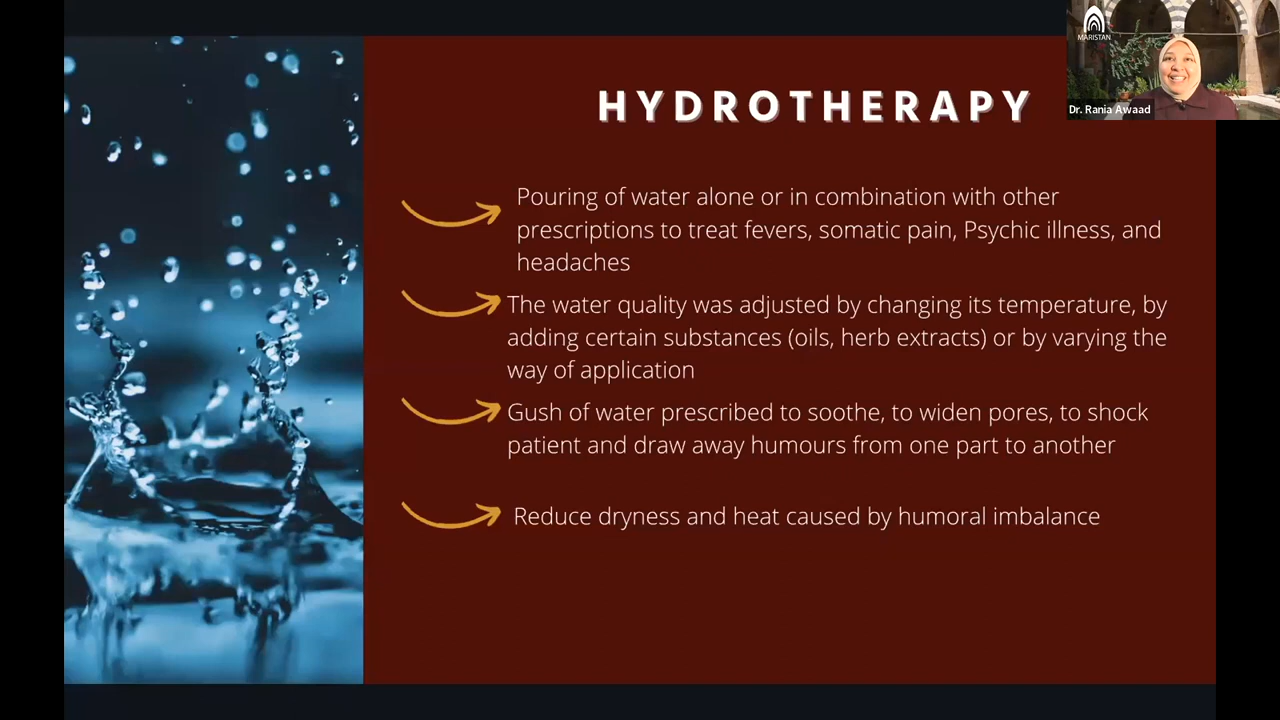 MARISTAN
Dr. Rania Awaad
HYDROTHERAPY
Pouring of water alone or in combination with other
prescriptions to treat fevers, somatic pain, Psychic illness, and
headaches
The water quality was adjusted by changing its temperature, by
adding certain substances (oils, herb extracts) or by varying the
way of application
Gush of water prescribed to soothe, to widen pores, to shock
patient and draw away humours from one part to another
Reduce dryness and heat caused by humoral imbalance